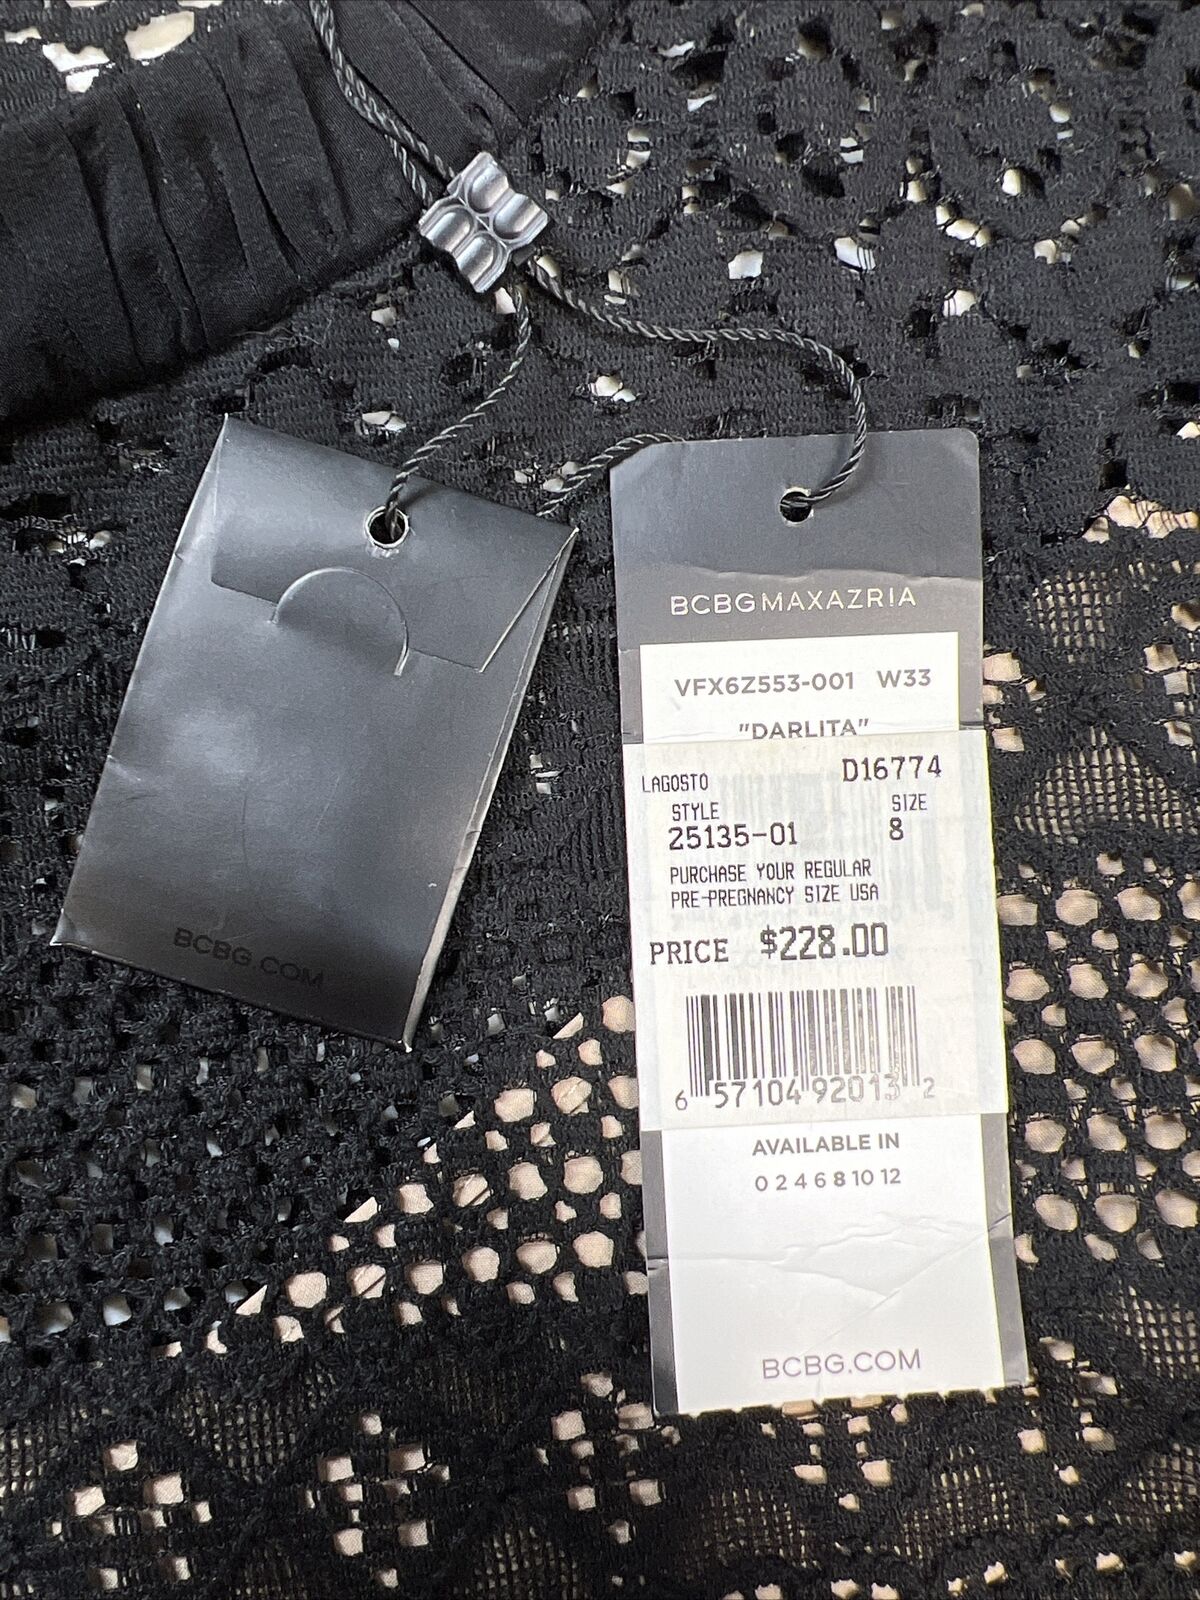 BCBGMAXAZRIA
VFX6Z553-001 W33
"DARLITA"
LAGOSTO D16774
STYLE SIZE
25135-01 8
PURCHASE YOUR REGULAR
PRE-PREGNANCY SIZE USA
PRICE $228.00
6 57104 92013 2
AVAILABLE IN
0 2 4 6 8 10 12
BCBG.COM
BCBG.COM